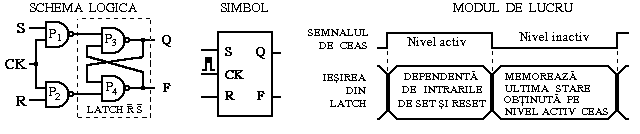 SCHEMA LOGICA
S
P1
P3
Q
CK
P2
P4
F
R
LATCH R̅ S̅
SIMBOL
S
Q
CK
R
F
MODUL DE LUCRU
SEMNALUL
DE CEAS
Nivel activ
Nivel inactiv
IEȘIREA
DIN
LATCH
DEPENDENTĂ
DE INTRARILE
DE SET ȘI RESET
MEMOREAZĂ
ULTIMA STARE
OBȚINUTĂ PE
NIVEL ACTIV CEAS